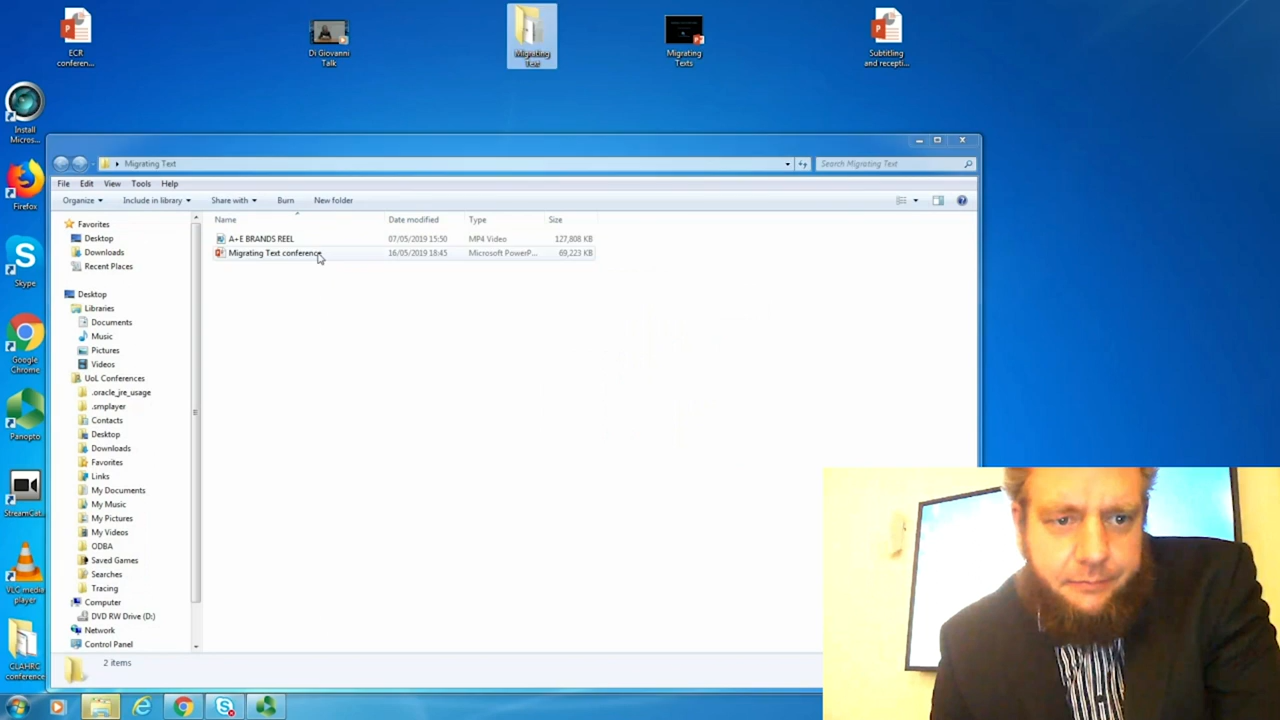 ECR
conferen...
Di Giovanni
Talk
Migrating
Text
Migrating
Texts
Subtitling
and recepti...
Install
Micros...
Firefox
Skype
Google
Chrome
Panopto
StreamCat...
VLC media
player
CLAHRC
conference
Migrating Text
Search Migrating Text
File Edit View Tools Help
Organize Include in library Share with Burn New folder
Name Date modified Type Size
A+E BRANDS REEL 07/05/2019 15:50 MP4 Video 127,808 KB
Migrating Text conference 16/05/2019 18:45 Microsoft PowerP... 69,223 KB
Favorites
Desktop
Downloads
Recent Places
Desktop
Libraries
Documents
Music
Pictures
Videos
UoL Conferences
.oracle_jre_usage
.smplayer
Contacts
Desktop
Downloads
Favorites
Links
My Documents
My Music
My Pictures
My Videos
ODBA
Saved Games
Searches
Tracing
Computer
DVD RW Drive (D:)
Network
Control Panel
2 items